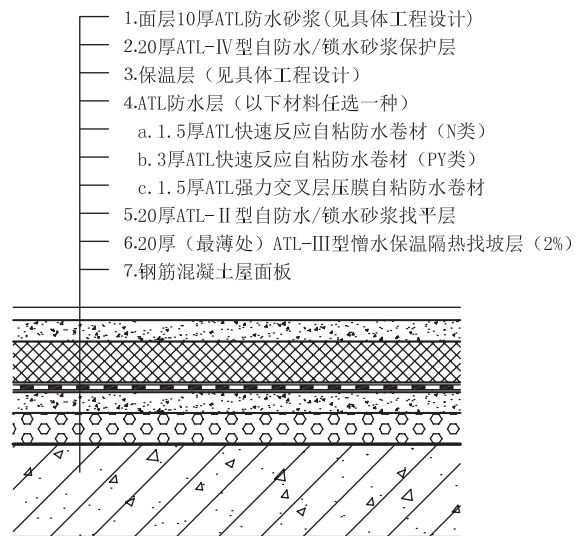 1.面层10厚ATL防水砂浆(见具体工程设计)
2.20厚ATL-Ⅳ型自防水/锁水砂浆保护层
3.保温层（见具体工程设计）
4.ATL防水层（以下材料任选一种）
a.1.5厚ATL快速反应自粘防水卷材（N类）
b.3厚ATL快速反应自粘防水卷材（PY类）
c.1.5厚ATL强力交叉层压膜自粘防水卷材
5.20厚ATL-Ⅱ型自防水/锁水砂浆找平层
6.20厚（最薄处）ATL-Ⅲ型憎水保温隔热找坡层（2%）
7.钢筋混凝土屋面板